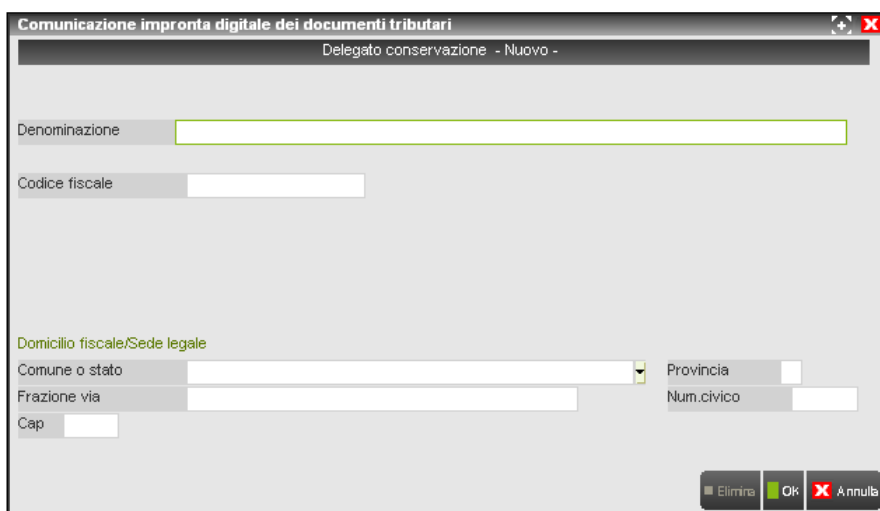 Comunicazione impronta digitale dei documenti tributari
Delegato conservazione - Nuovo -
Denominazione
Codice fiscale
Domicilio fiscale/Sede legale
Comune o stato Provincia
Frazione via Num.civico
Cap
Elimina Ok Annulla